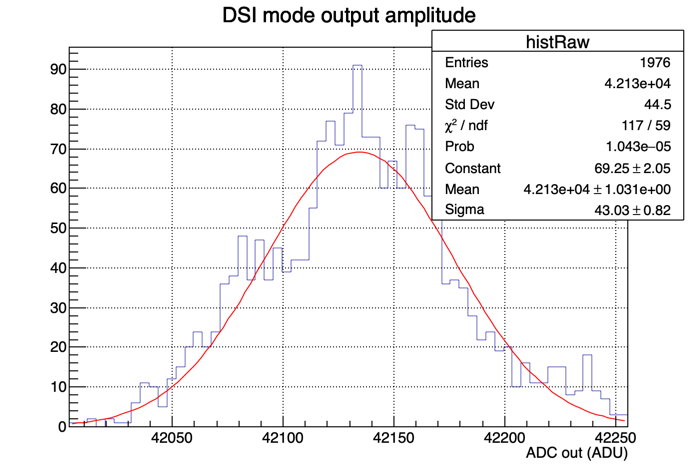 DSI mode output amplitude
histRaw
Entries 1976
Mean 4.213e+04
Std Dev 44.5
χ² / ndf 117 / 59
Prob 1.043e−05
Constant 69.25 ± 2.05
Mean 4.213e+04 ± 1.031e+00
Sigma 43.03 ± 0.82
90
80
70
60
50
40
30
20
10
0
42050 42100 42150 42200 42250
ADC out (ADU)